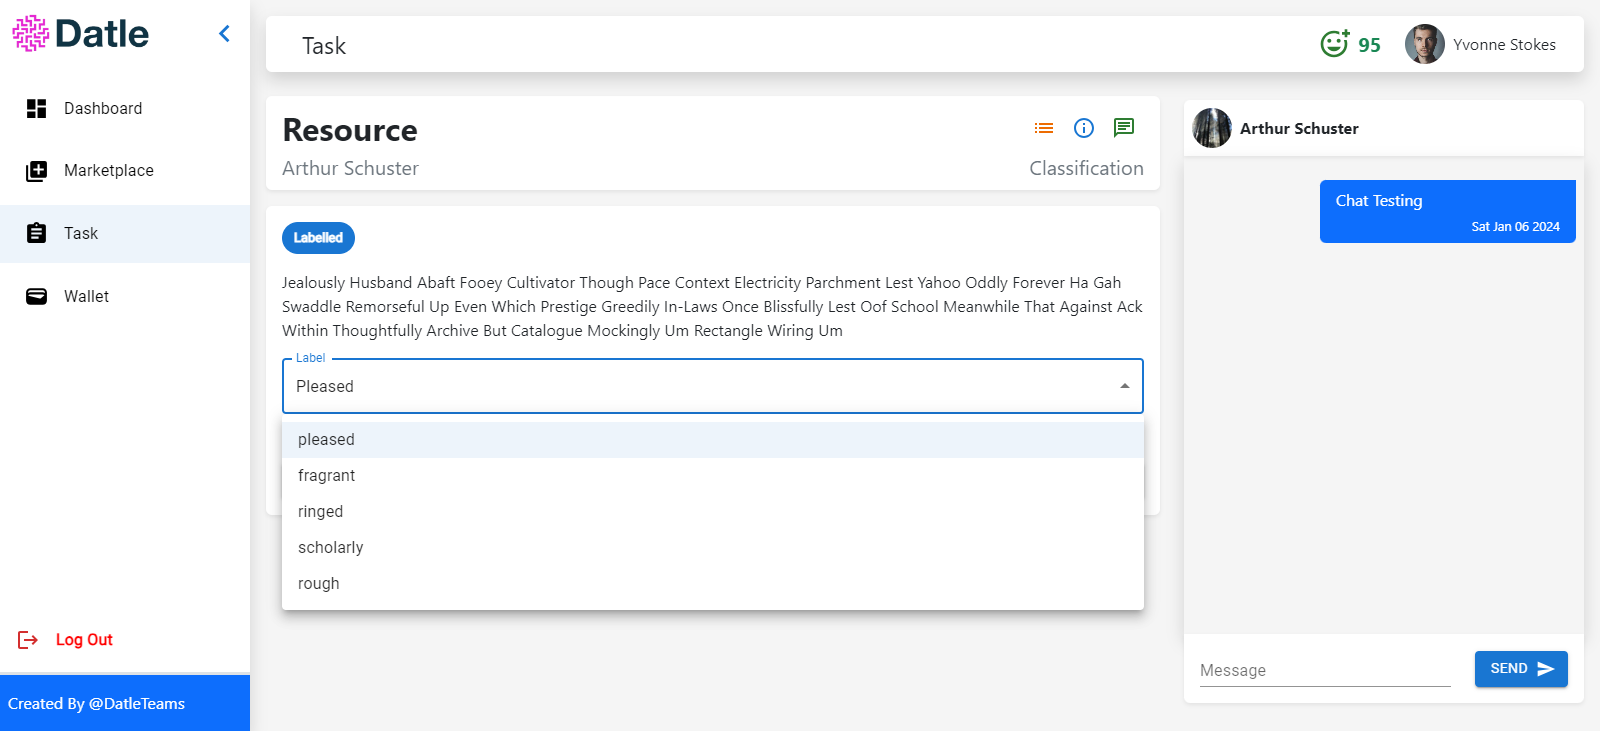 Datle
Dashboard
Marketplace
Task
Wallet
Log Out
Created By @DatleTeams
Task
95
Yvonne Stokes
Resource
Arthur Schuster
Classification
Labelled
Jealously Husband Abaft Fooey Cultivator Though Pace Context Electricity Parchment Lest Yahoo Oddly Forever Ha Gah
Swaddle Remorseful Up Even Which Prestige Greedily In-Laws Once Blissfully Lest Oof School Meanwhile That Against Ack
Within Thoughtfully Archive But Catalogue Mockingly Um Rectangle Wiring Um
Label
Pleased
pleased
fragrant
ringed
scholarly
rough
Arthur Schuster
Chat Testing
Sat Jan 06 2024
Message
SEND